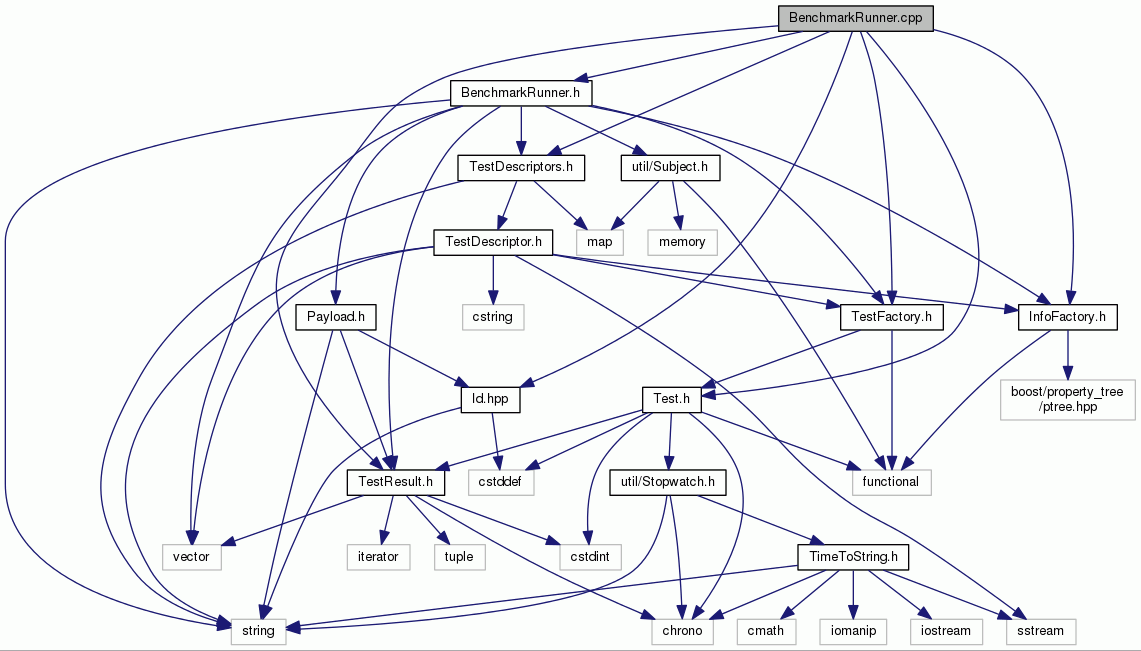 BenchmarkRunner.cpp
BenchmarkRunner.h
TestDescriptors.h
util/Subject.h
TestDescriptor.h
map
memory
Payload.h
cstring
TestFactory.h
InfoFactory.h
boost/property_tree
/ptree.hpp
Id.hpp
Test.h
TestResult.h
cstddef
util/Stopwatch.h
functional
vector
iterator
tuple
cstdint
TimeToString.h
string
chrono
cmath
iomanip
iostream
sstream